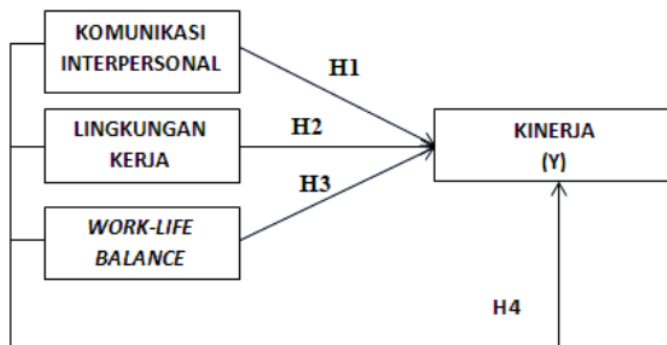 KOMUNIKASI
INTERPERSONAL
H1
LINGKUNGAN
KERJA
H2
KINERJA
(Y)
H3
WORK-LIFE
BALANCE
H4